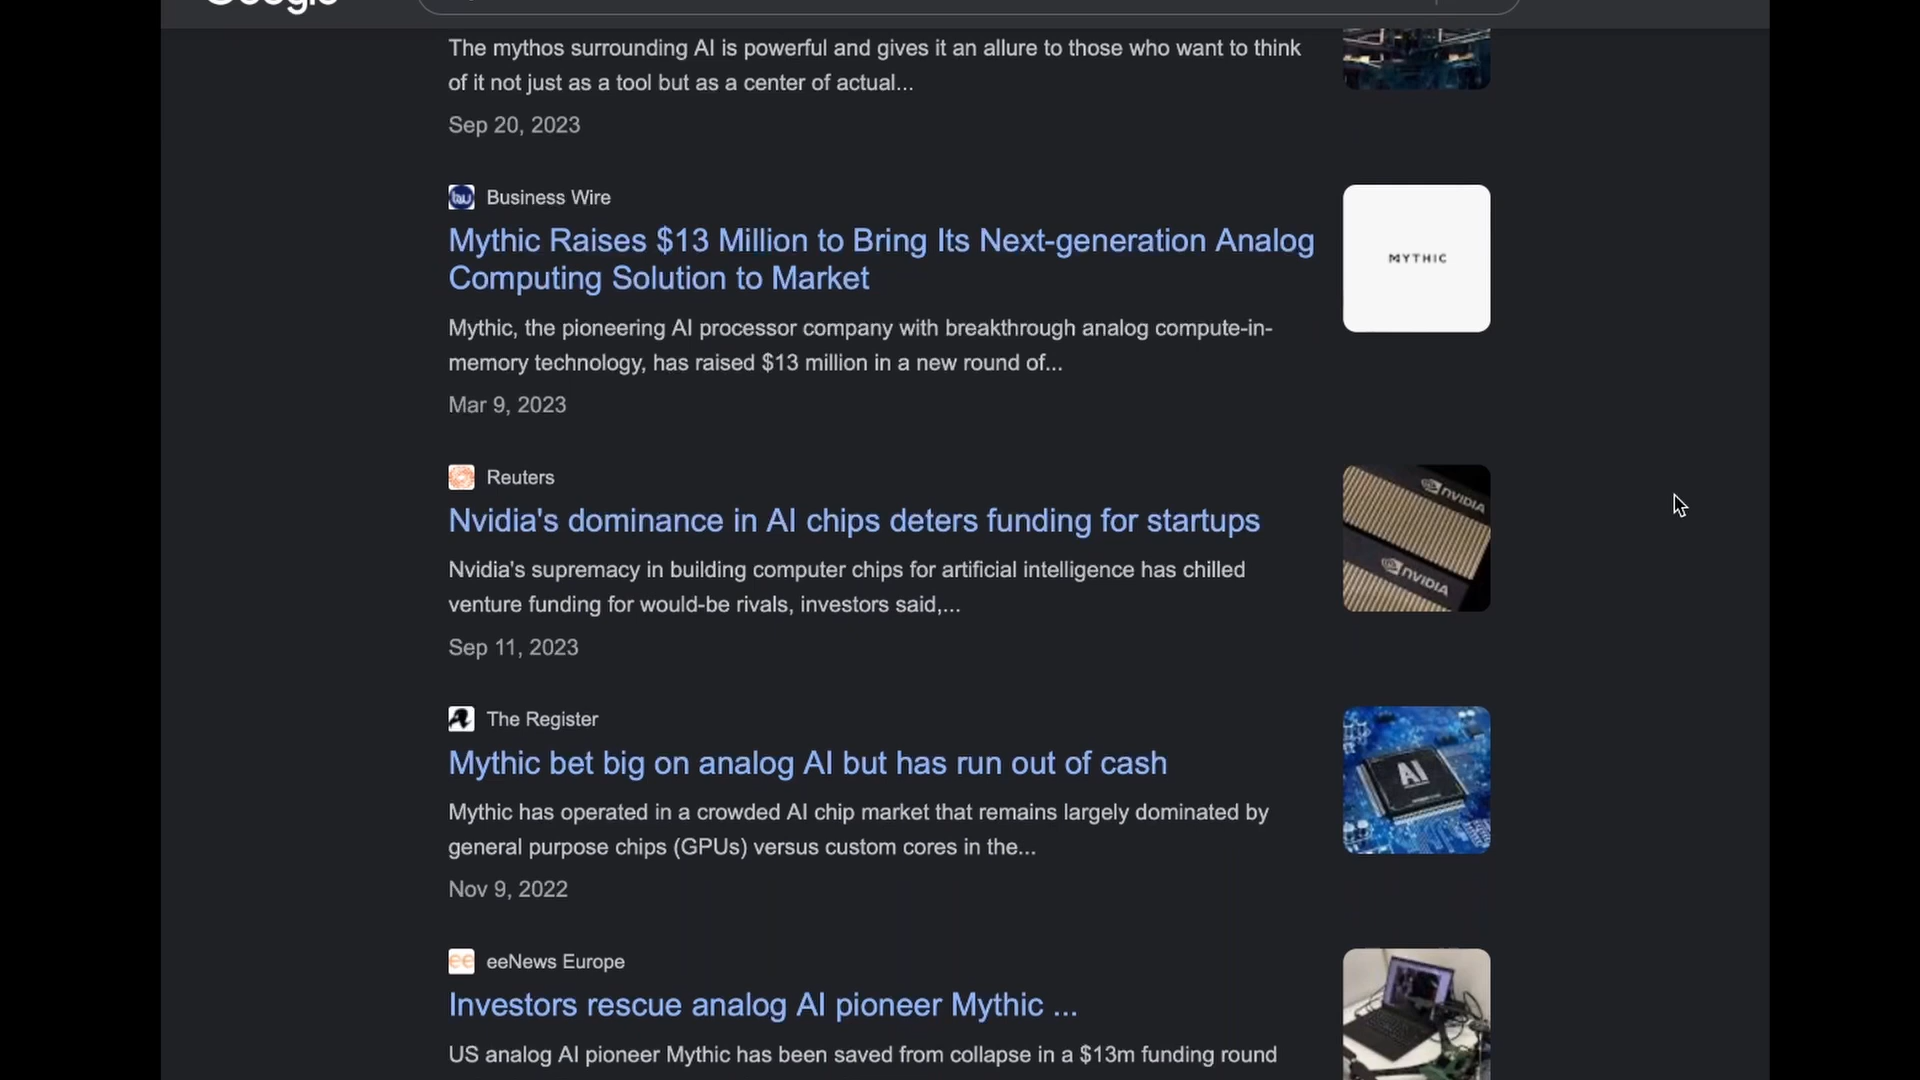 The mythos surrounding AI is powerful and gives it an allure to those who want to think
of it not just as a tool but as a center of actual...
Sep 20, 2023
Business Wire
Mythic Raises $13 Million to Bring Its Next-generation Analog
Computing Solution to Market
MYTHIC
Mythic, the pioneering AI processor company with breakthrough analog compute-in-
memory technology, has raised $13 million in a new round of...
Mar 9, 2023
Reuters
Nvidia's dominance in AI chips deters funding for startups
NVIDIA
NVIDIA
Nvidia's supremacy in building computer chips for artificial intelligence has chilled
venture funding for would-be rivals, investors said,...
Sep 11, 2023
The Register
Mythic bet big on analog AI but has run out of cash
AI
Mythic has operated in a crowded AI chip market that remains largely dominated by
general purpose chips (GPUs) versus custom cores in the...
Nov 9, 2022
ee
eeNews Europe
Investors rescue analog AI pioneer Mythic ...
US analog AI pioneer Mythic has been saved from collapse in a $13m funding round